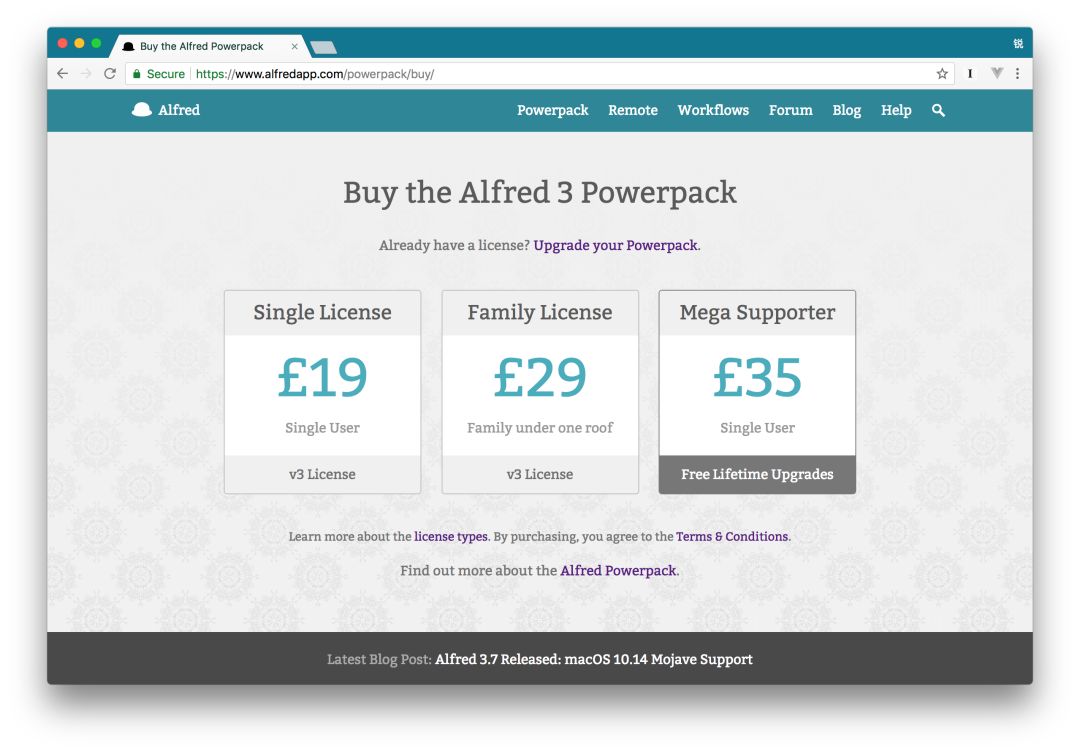 Buy the Alfred Powerpack
锐
Secure https://www.alfredapp.com/powerpack/buy/
Alfred Powerpack Remote Workflows Forum Blog Help
Buy the Alfred 3 Powerpack
Already have a license? Upgrade your Powerpack.
Single License
£19
Single User
v3 License
Family License
£29
Family under one roof
v3 License
Mega Supporter
£35
Single User
Free Lifetime Upgrades
Learn more about the license types. By purchasing, you agree to the Terms & Conditions.
Find out more about the Alfred Powerpack.
Latest Blog Post: Alfred 3.7 Released: macOS 10.14 Mojave Support